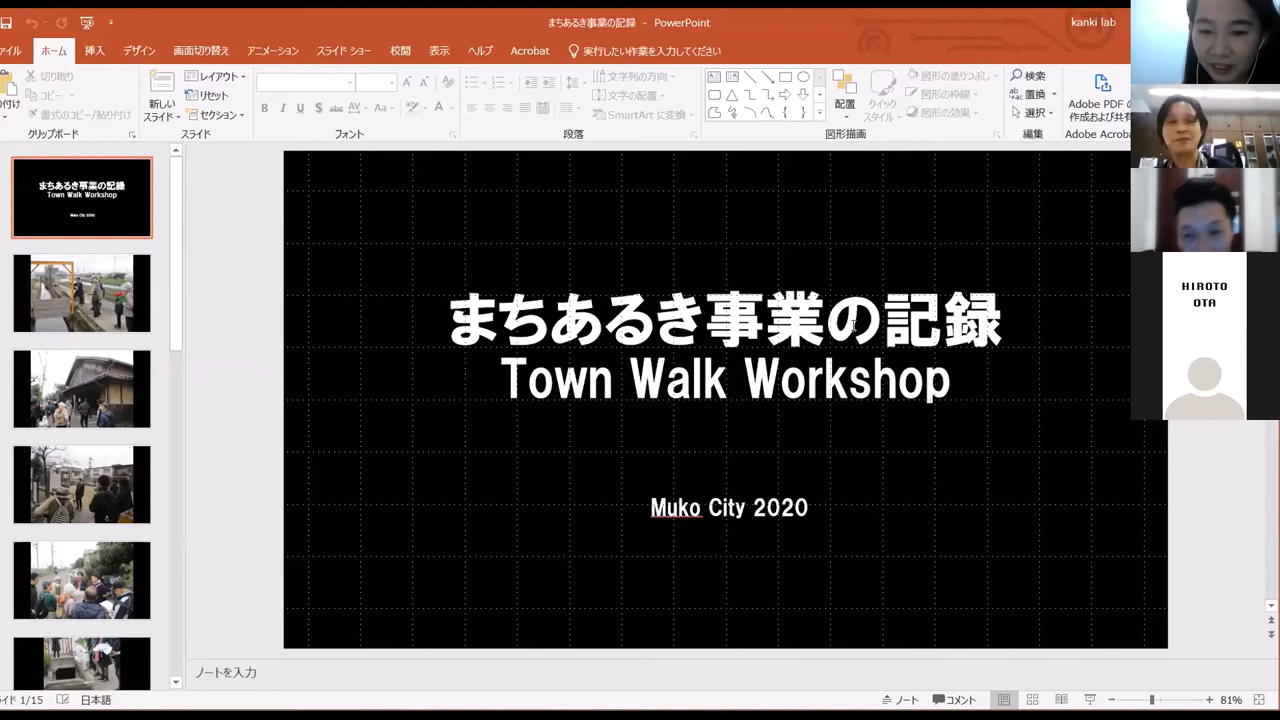 まちあるき事業の記録 - PowerPoint
kanki lab
ァイル ホーム 挿入 デザイン 画面切り替え アニメーション スライド ショー 校閲 表示 ヘルプ Acrobat 実行したい作業を入力してください
切り取り
コピー
書式のコピー/貼り付け
り付け
クリップボード
新しい
スライド
レイアウト
リセット
セクション
スライド
B I U S abc AV Aa A
フォント
文字列の方向
文字の配置
SmartArt に変換
段落
配置
クイック
スタイル
図形の塗りつぶし
図形の枠線
図形の効果
図形描画
検索
置換
選択
編集
Adobe PDF の
作成および共有
Adobe Acroba
まちあるき事業の記録
Town Walk Workshop
Muko City 2020
まちあるき事業の記録
Town Walk Workshop
Muko City 2020
HIROTO
OTA
ノートを入力
イド 1/15 日本語 ノート コメント 81%